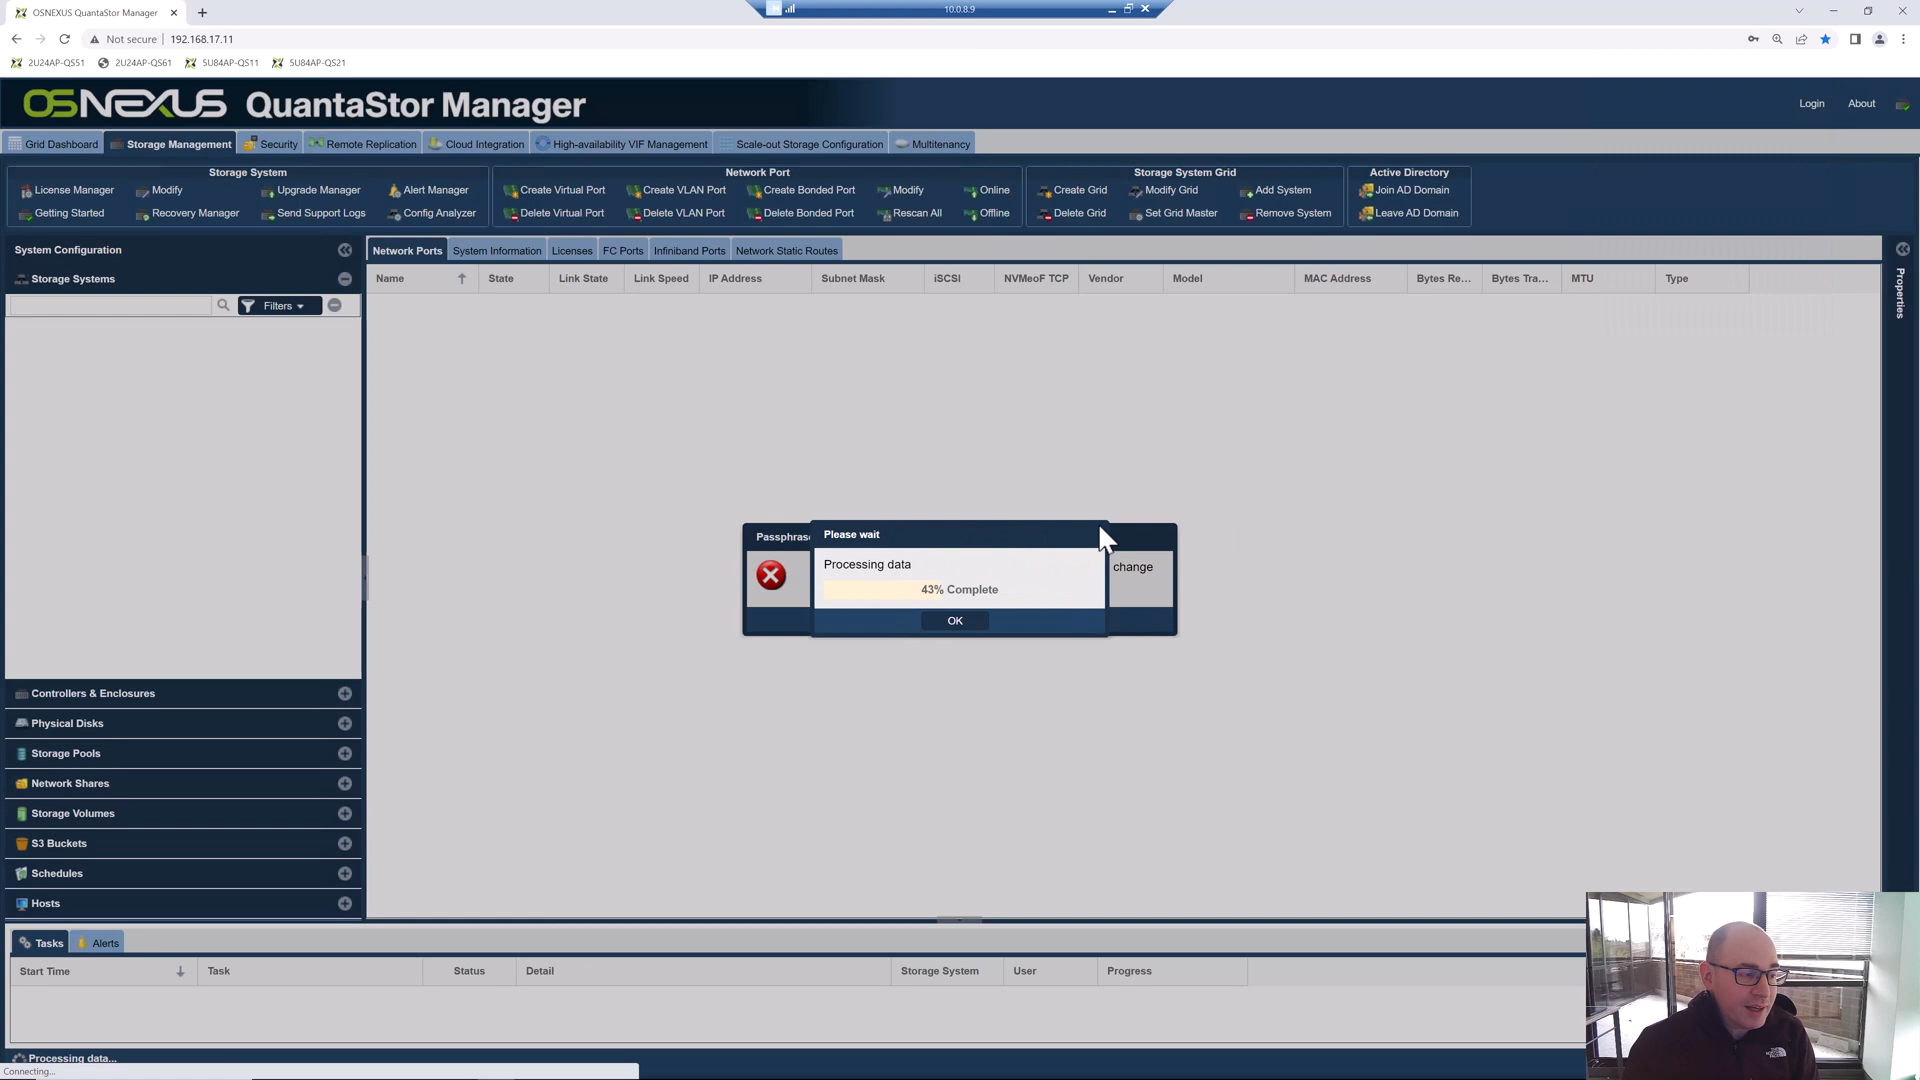 OSNEXUS QuantaStor Manager
10.0.8.9
Not secure
192.168.17.11
2U24AP-QS51
2U24AP-QS61
5U84AP-QS11
5U84AP-QS21
OSNEXUS QuantaStor Manager
Login
About
Grid Dashboard
Storage Management
Security
Remote Replication
Cloud Integration
High-availability VIF Management
Scale-out Storage Configuration
Multitenancy
Storage System
Network Port
Storage System Grid
Active Directory
License Manager
Modify
Upgrade Manager
Alert Manager
Create Virtual Port
Create VLAN Port
Create Bonded Port
Modify
Online
Create Grid
Modify Grid
Add System
Join AD Domain
Getting Started
Recovery Manager
Send Support Logs
Config Analyzer
Delete Virtual Port
Delete VLAN Port
Delete Bonded Port
Rescan All
Offline
Delete Grid
Set Grid Master
Remove System
Leave AD Domain
System Configuration
Network Ports
System Information
Licenses
FC Ports
Infiniband Ports
Network Static Routes
Storage Systems
Name
State
Link State
Link Speed
IP Address
Subnet Mask
iSCSI
NVMeoF TCP
Vendor
Model
MAC Address
Bytes Re...
Bytes Tra...
MTU
Type
Properties
Filters
Passphras
Please wait
Processing data
change
43% Complete
OK
Controllers & Enclosures
Physical Disks
Storage Pools
Network Shares
Storage Volumes
S3 Buckets
Schedules
Hosts
Tasks
Alerts
Start Time
Task
Status
Detail
Storage System
User
Progress
Processing data...
Connecting...